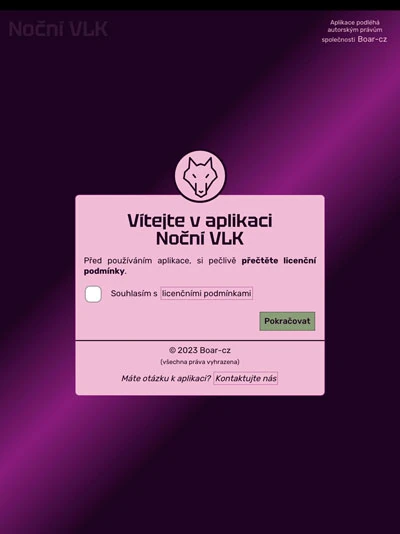 Noční VLK
Aplikace podléhá
autorským právům
společnosti Boar-cz
Vítejte v aplikaci
Noční VLK
Před používáním aplikace, si pečlivě přečtěte licenční
podmínky.
Souhlasím s licenčními podmínkami
Pokračovat
© 2023 Boar-cz
(všechna práva vyhrazena)
Máte otázku k aplikaci? Kontaktujte nás